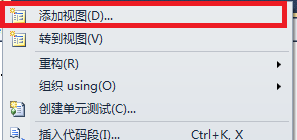 添加视图(D)...
转到视图(V)
重构(R)
组织 using(O)
创建单元测试(C)...
插入代码段(I)... Ctrl+K, X